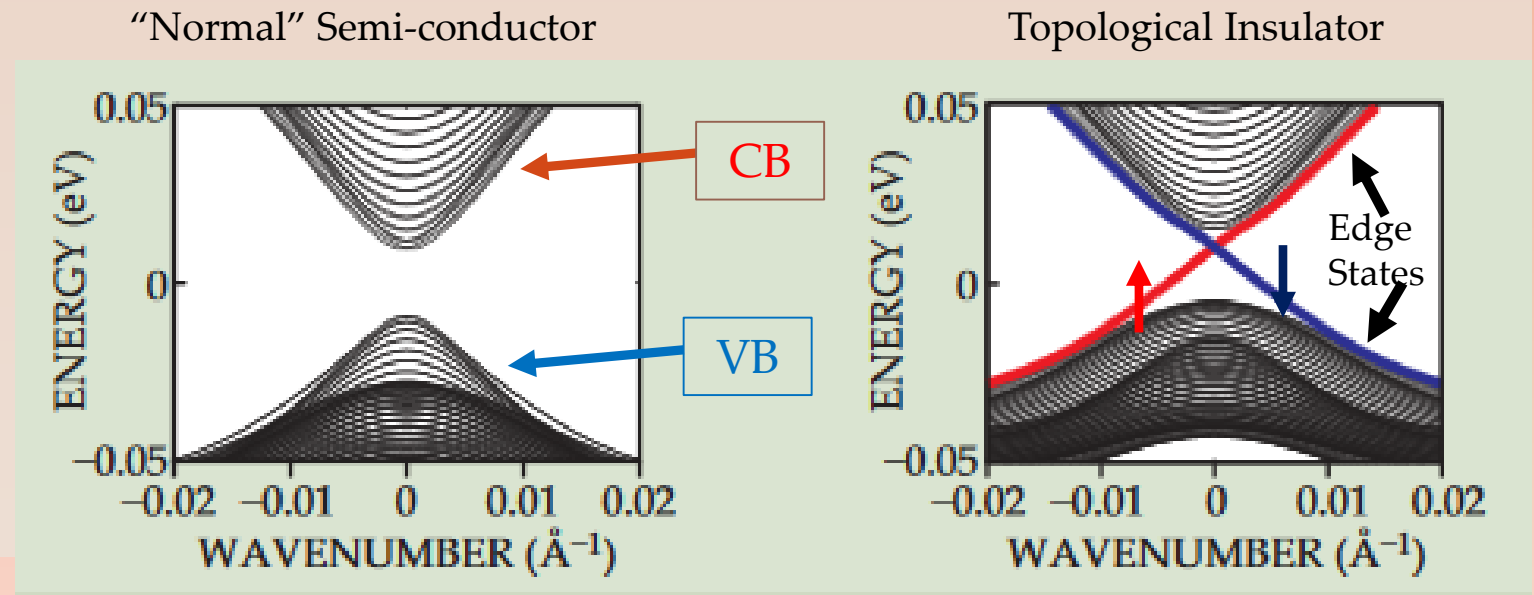 “Normal” Semi-conductor
Topological Insulator
0.05
0
−0.05
ENERGY (eV)
−0.02 −0.01 0 0.01 0.02
WAVENUMBER (Å⁻¹)
CB
VB
0.05
0
−0.05
ENERGY (eV)
Edge
States
−0.02 −0.01 0 0.01 0.02
WAVENUMBER (Å⁻¹)